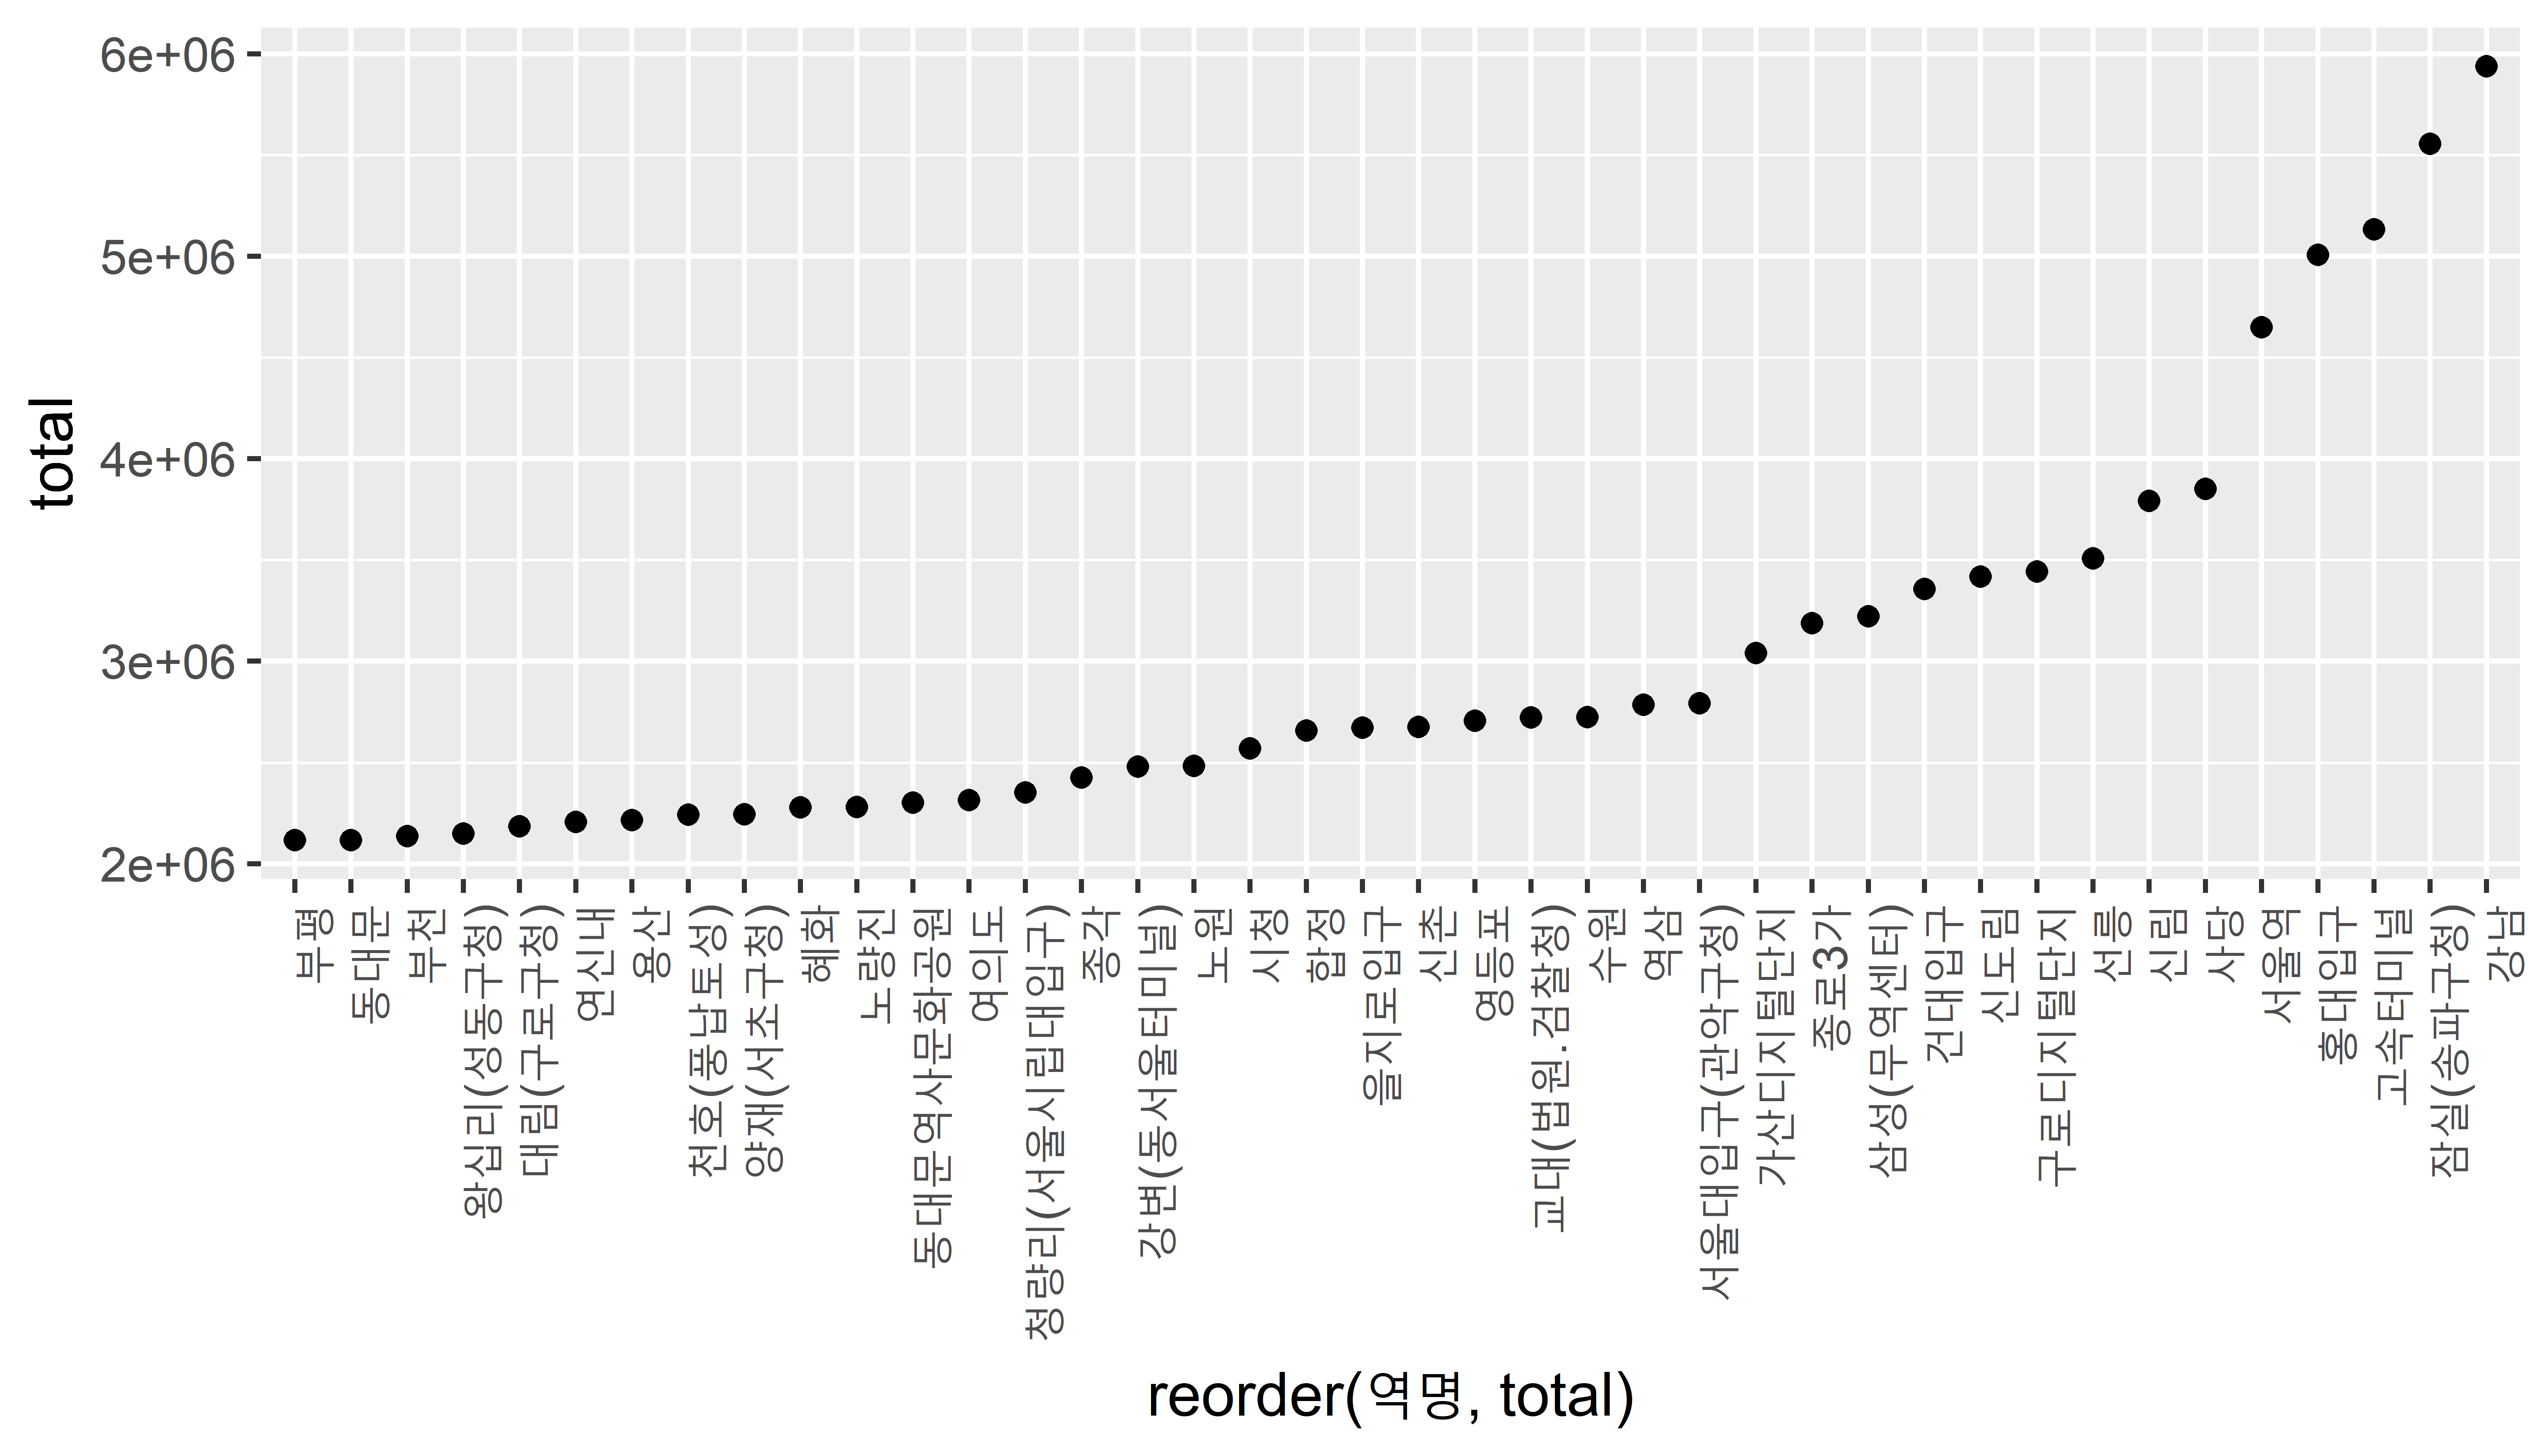 6e+06
5e+06
4e+06
3e+06
2e+06
total
부평
동대문
부천
왕십리(성동구청)
대림(구로구청)
연신내
용산
천호(풍납토성)
양재(서초구청)
혜화
노량진
동대문역사문화공원
여의도
청량리(서울시립대입구)
종각
강변(동서울터미널)
노원
시청
합정
을지로입구
신촌
영등포
교대(법원.검찰청)
수원
역삼
서울대입구(관악구청)
가산디지털단지
종로3가
삼성(무역센터)
건대입구
신도림
구로디지털단지
선릉
신림
사당
서울역
홍대입구
고속터미널
잠실(송파구청)
강남
reorder(역명, total)